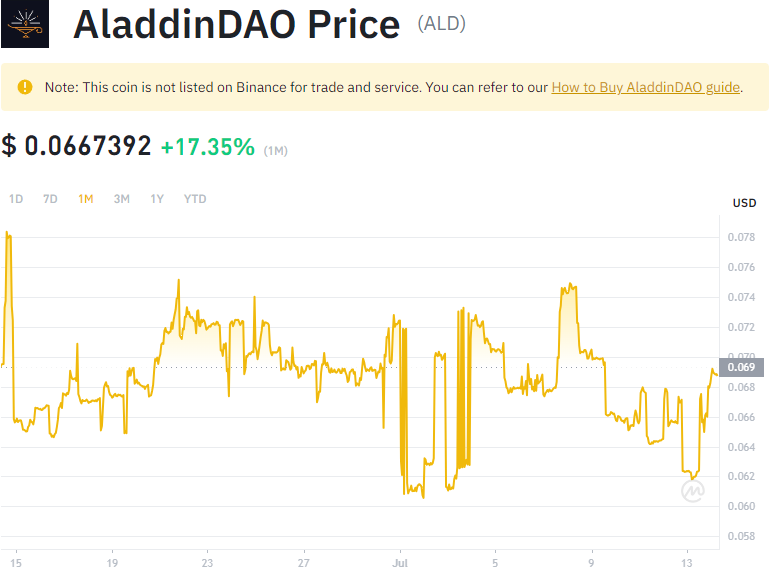 AladdinDAO Price (ALD)
Note: This coin is not listed on Binance for trade and service. You can refer to our How to Buy AladdinDAO guide.
$ 0.0667392 +17.35% (1M)
1D 7D 1M 3M 1Y YTD
USD
0.078
0.076
0.074
0.072
0.070
0.069
0.068
0.066
0.064
0.062
0.060
0.058
15 19 23 27 Jul 5 9 13